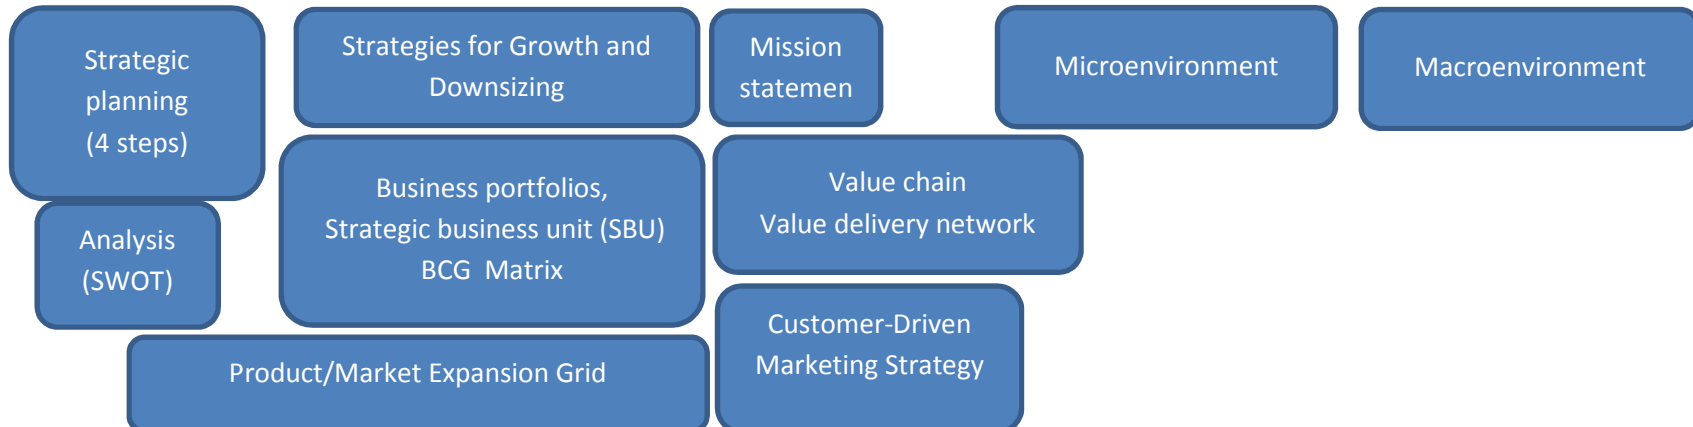 Strategic
planning
(4 steps)
Strategies for Growth and
Downsizing
Mission
statemen
Microenvironment
Macroenvironment
Analysis
(SWOT)
Business portfolios,
Strategic business unit (SBU)
BCG  Matrix
Value chain
Value delivery network
Product/Market Expansion Grid
Customer-Driven
Marketing Strategy